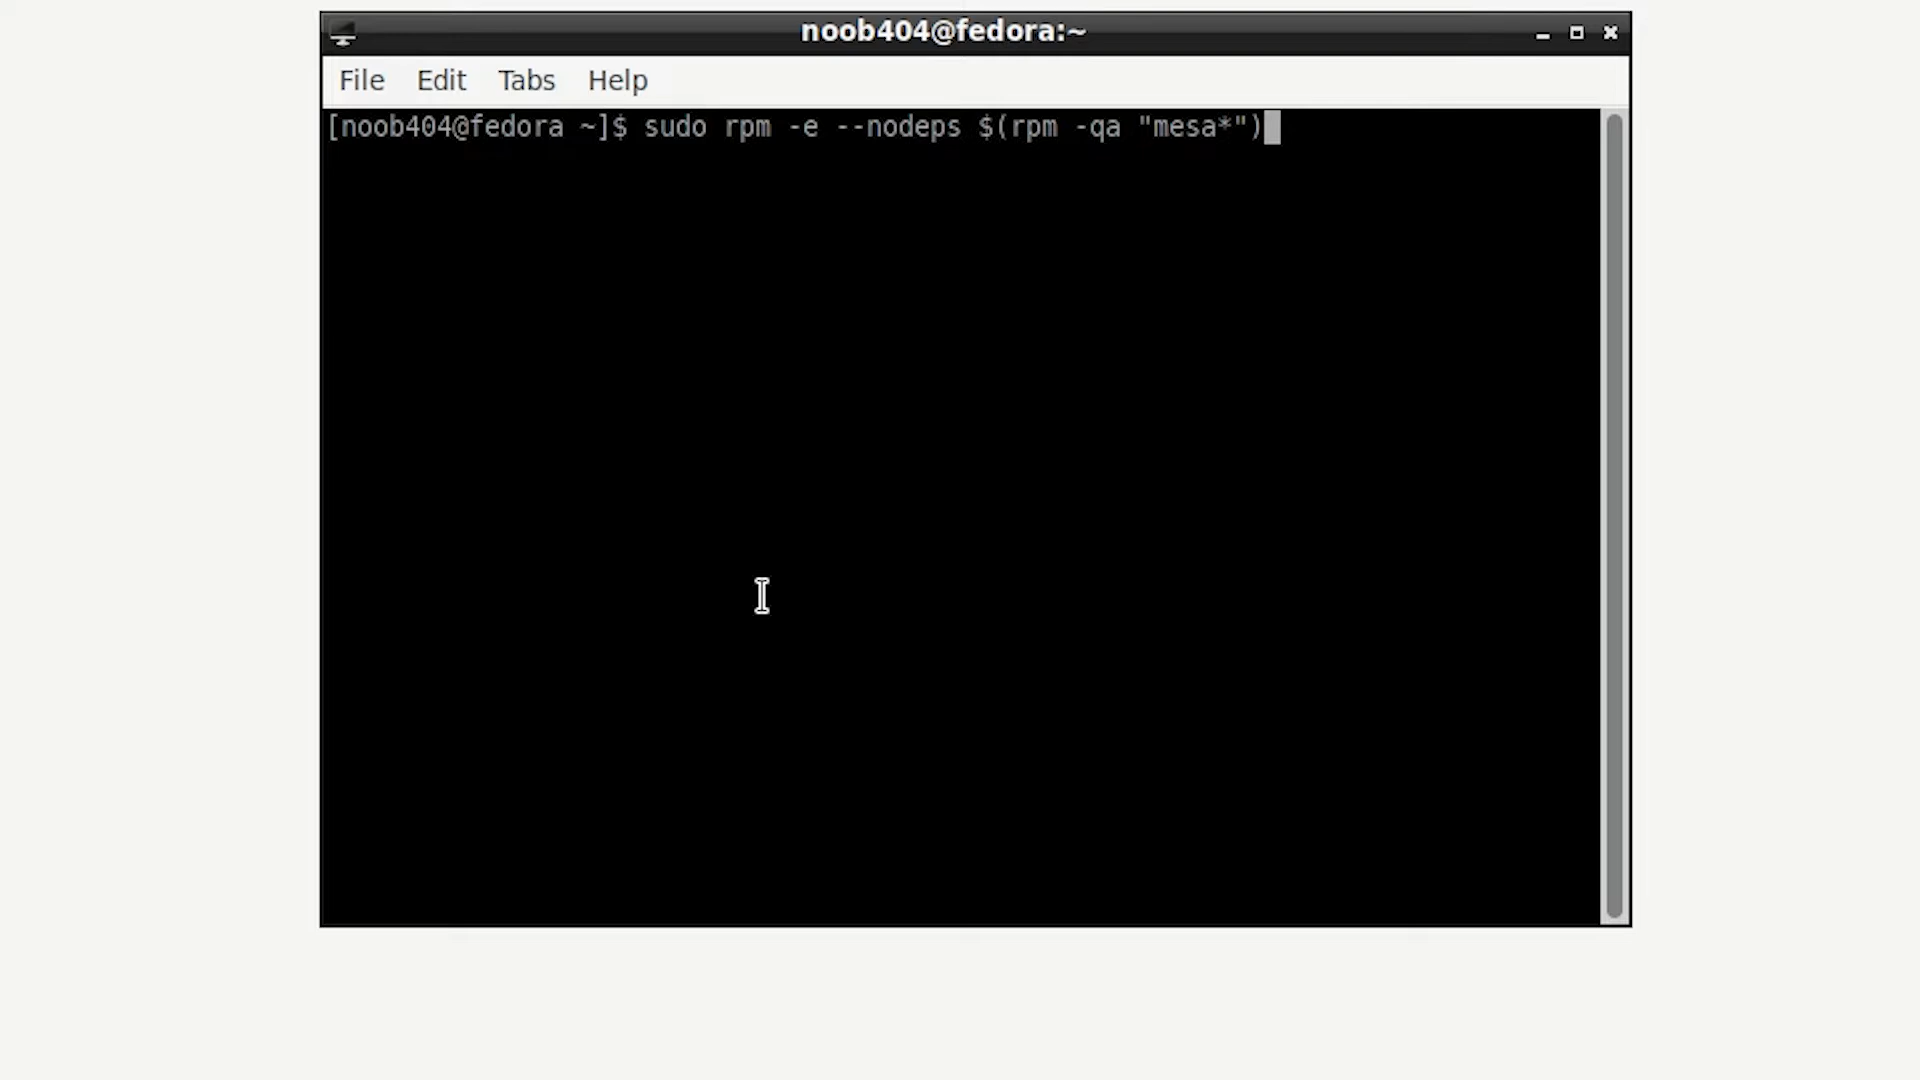 noob404@fedora:~
File Edit Tabs Help
[noob404@fedora ~]$ sudo rpm -e --nodeps $(rpm -qa "mesa*")